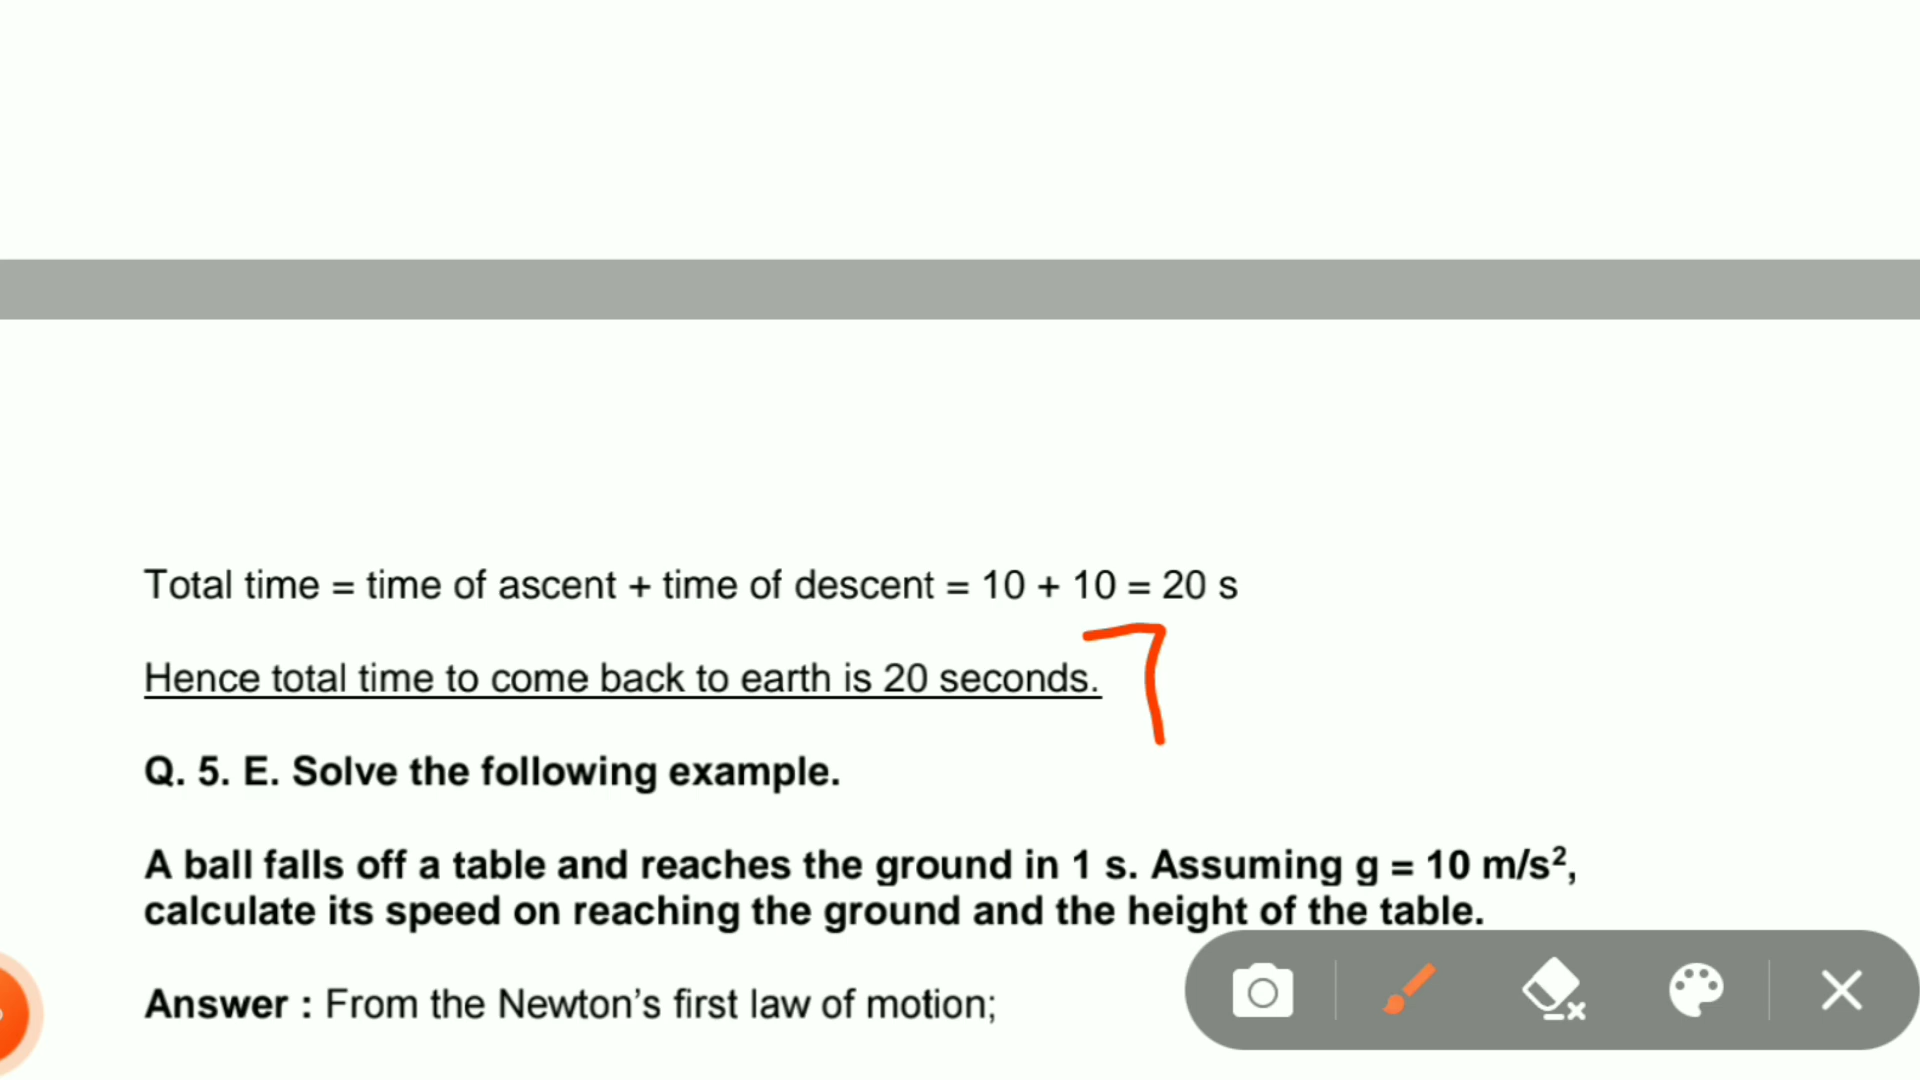 Total time = time of ascent + time of descent = 10 + 10 = 20 s
Hence total time to come back to earth is 20 seconds.
Q. 5. E. Solve the following example.
A ball falls off a table and reaches the ground in 1 s. Assuming g = 10 m/s²,
calculate its speed on reaching the ground and the height of the table.
Answer : From the Newton’s first law of motion;